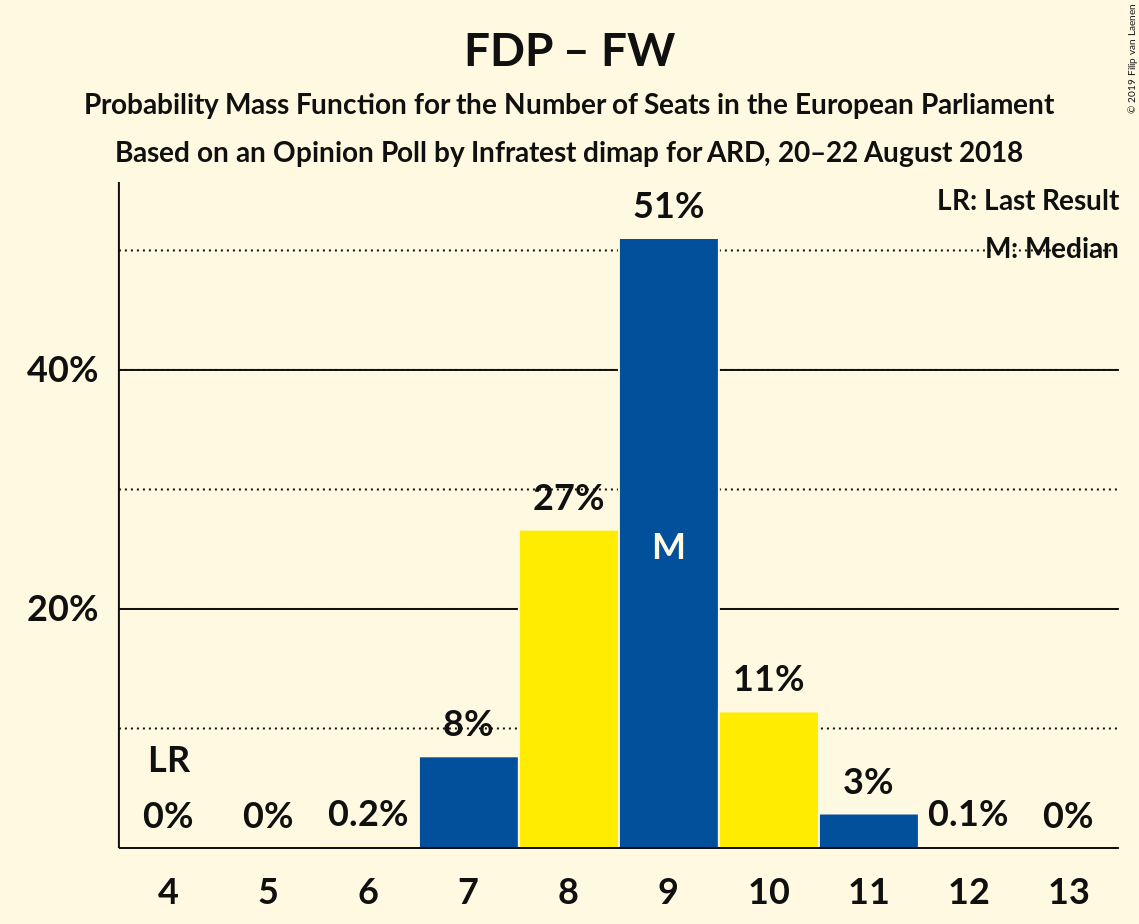 FDP – FW
Probability Mass Function for the Number of Seats in the European Parliament
Based on an Opinion Poll by Infratest dimap for ARD, 20–22 August 2018
© 2019 Filip van Laenen
LR: Last Result
M: Median
51%
40%
27%
M
20%
11%
8%
LR
3%
0%
0%
0.2%
0.1%
0%
4 5 6 7 8 9 10 11 12 13